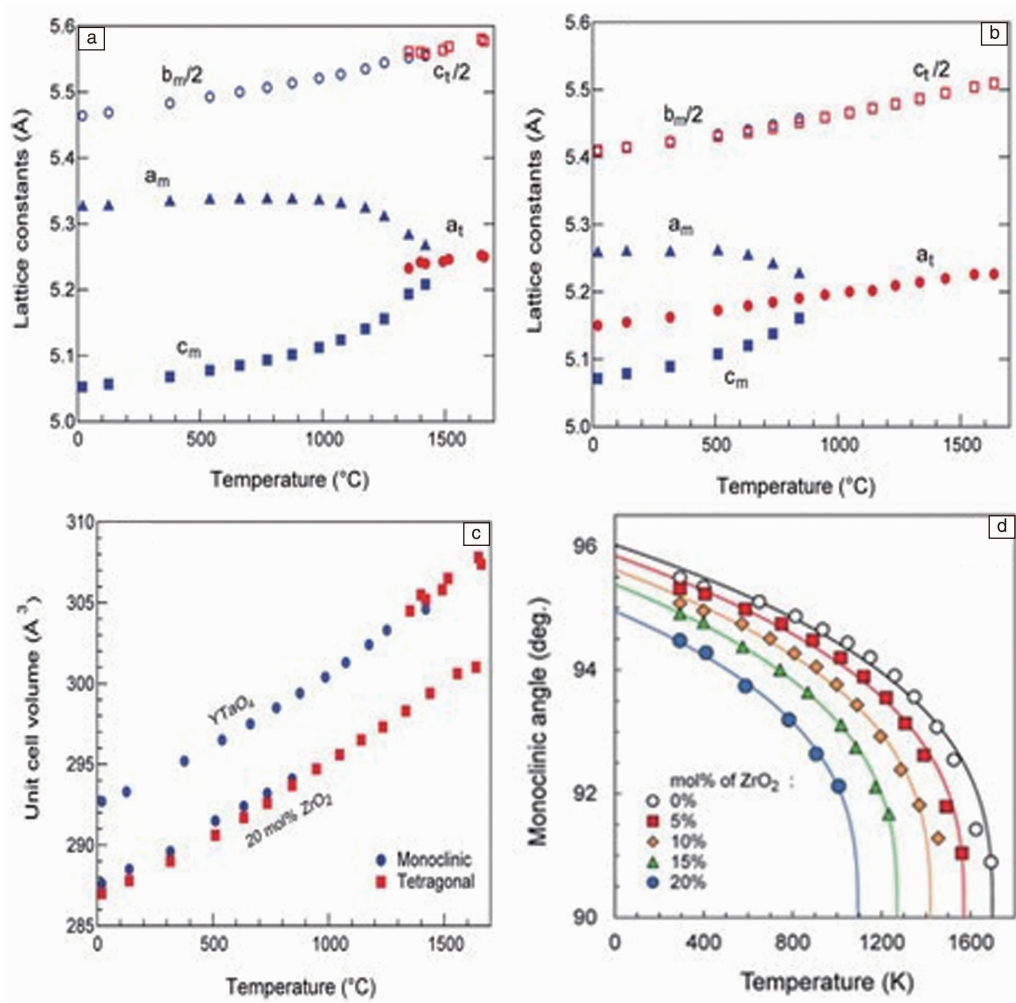 a
5.6
5.5
5.4
5.3
5.2
5.1
5.0
Lattice constants (Å)
bₘ/2
cₜ/2
aₘ
aₜ
cₘ
0
500
1000
1500
Temperature (°C)
b
5.6
5.5
5.4
5.3
5.2
5.1
5.0
Lattice constants (Å)
cₜ/2
bₘ/2
aₘ
aₜ
cₘ
0
500
1000
1500
Temperature (°C)
c
310
305
300
295
290
285
Unit cell volume (Å³)
YTaO₄
20 mol% ZrO₂
Monoclinic
Tetragonal
0
500
1000
1500
Temperature (°C)
d
96
94
92
90
Monoclinic angle (deg.)
mol% of ZrO₂ :
0%
5%
10%
15%
20%
0
400
800
1200
1600
Temperature (K)